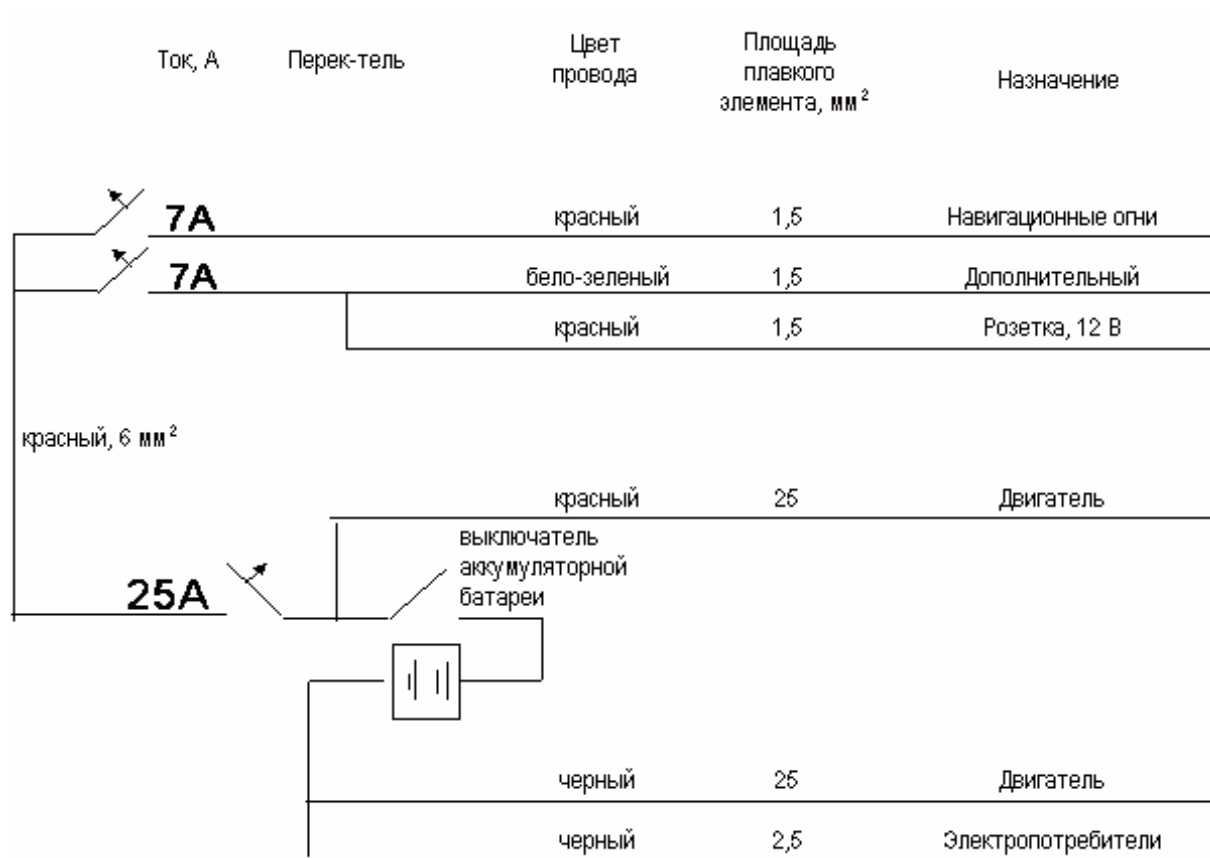 Ток, А
Перек-тель
Цвет
провода
Площадь
плавкого
элемента, мм²
Назначение
7А красный 1,5 Навигационные огни
7А бело-зеленый 1,5 Дополнительный
красный 1,5 Розетка, 12 В
красный, 6 мм²
красный 25 Двигатель
выключатель
аккумуляторной
батареи
25А
черный 25 Двигатель
черный 2,5 Электропотребители